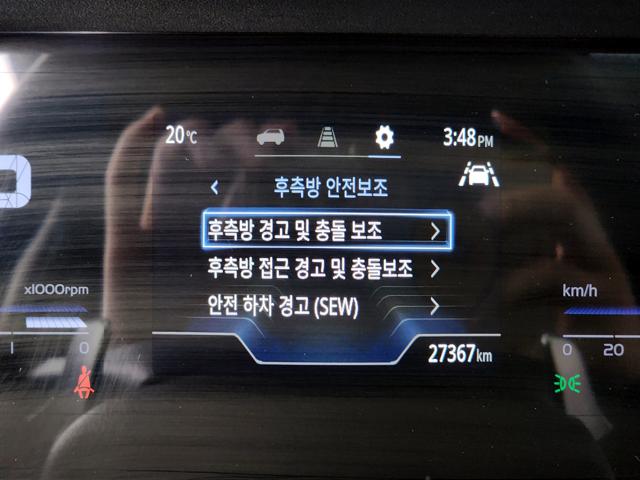 20℃
3:48PM
후측방 안전보조
후측방 경고 및 충돌 보조
후측방 접근 경고 및 충돌보조
안전 하차 경고 (SEW)
x1000rpm
km/h
1 0
0 20
27367km